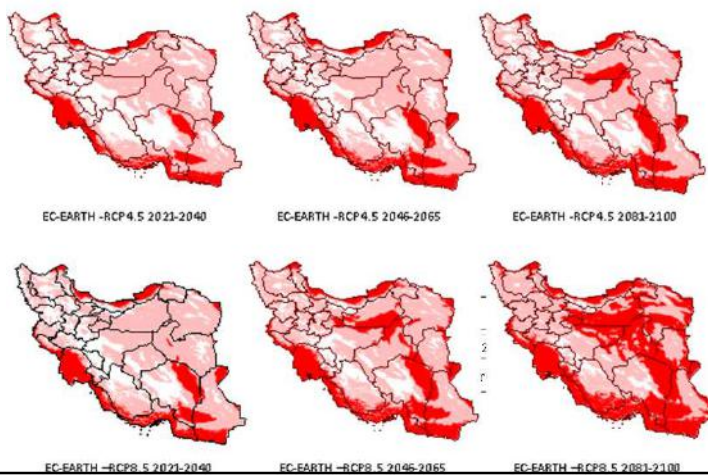 EC-EARTH -RCP4.5 2021-2040
EC-EARTH -RCP4.5 2046-2065
EC-EARTH -RCP4.5 2081-2100
EC-EARTH -RCP8.5 2021-2040
EC-EARTH -RCP8.5 2046-2065
EC-EARTH -RCP8.5 2081-2100